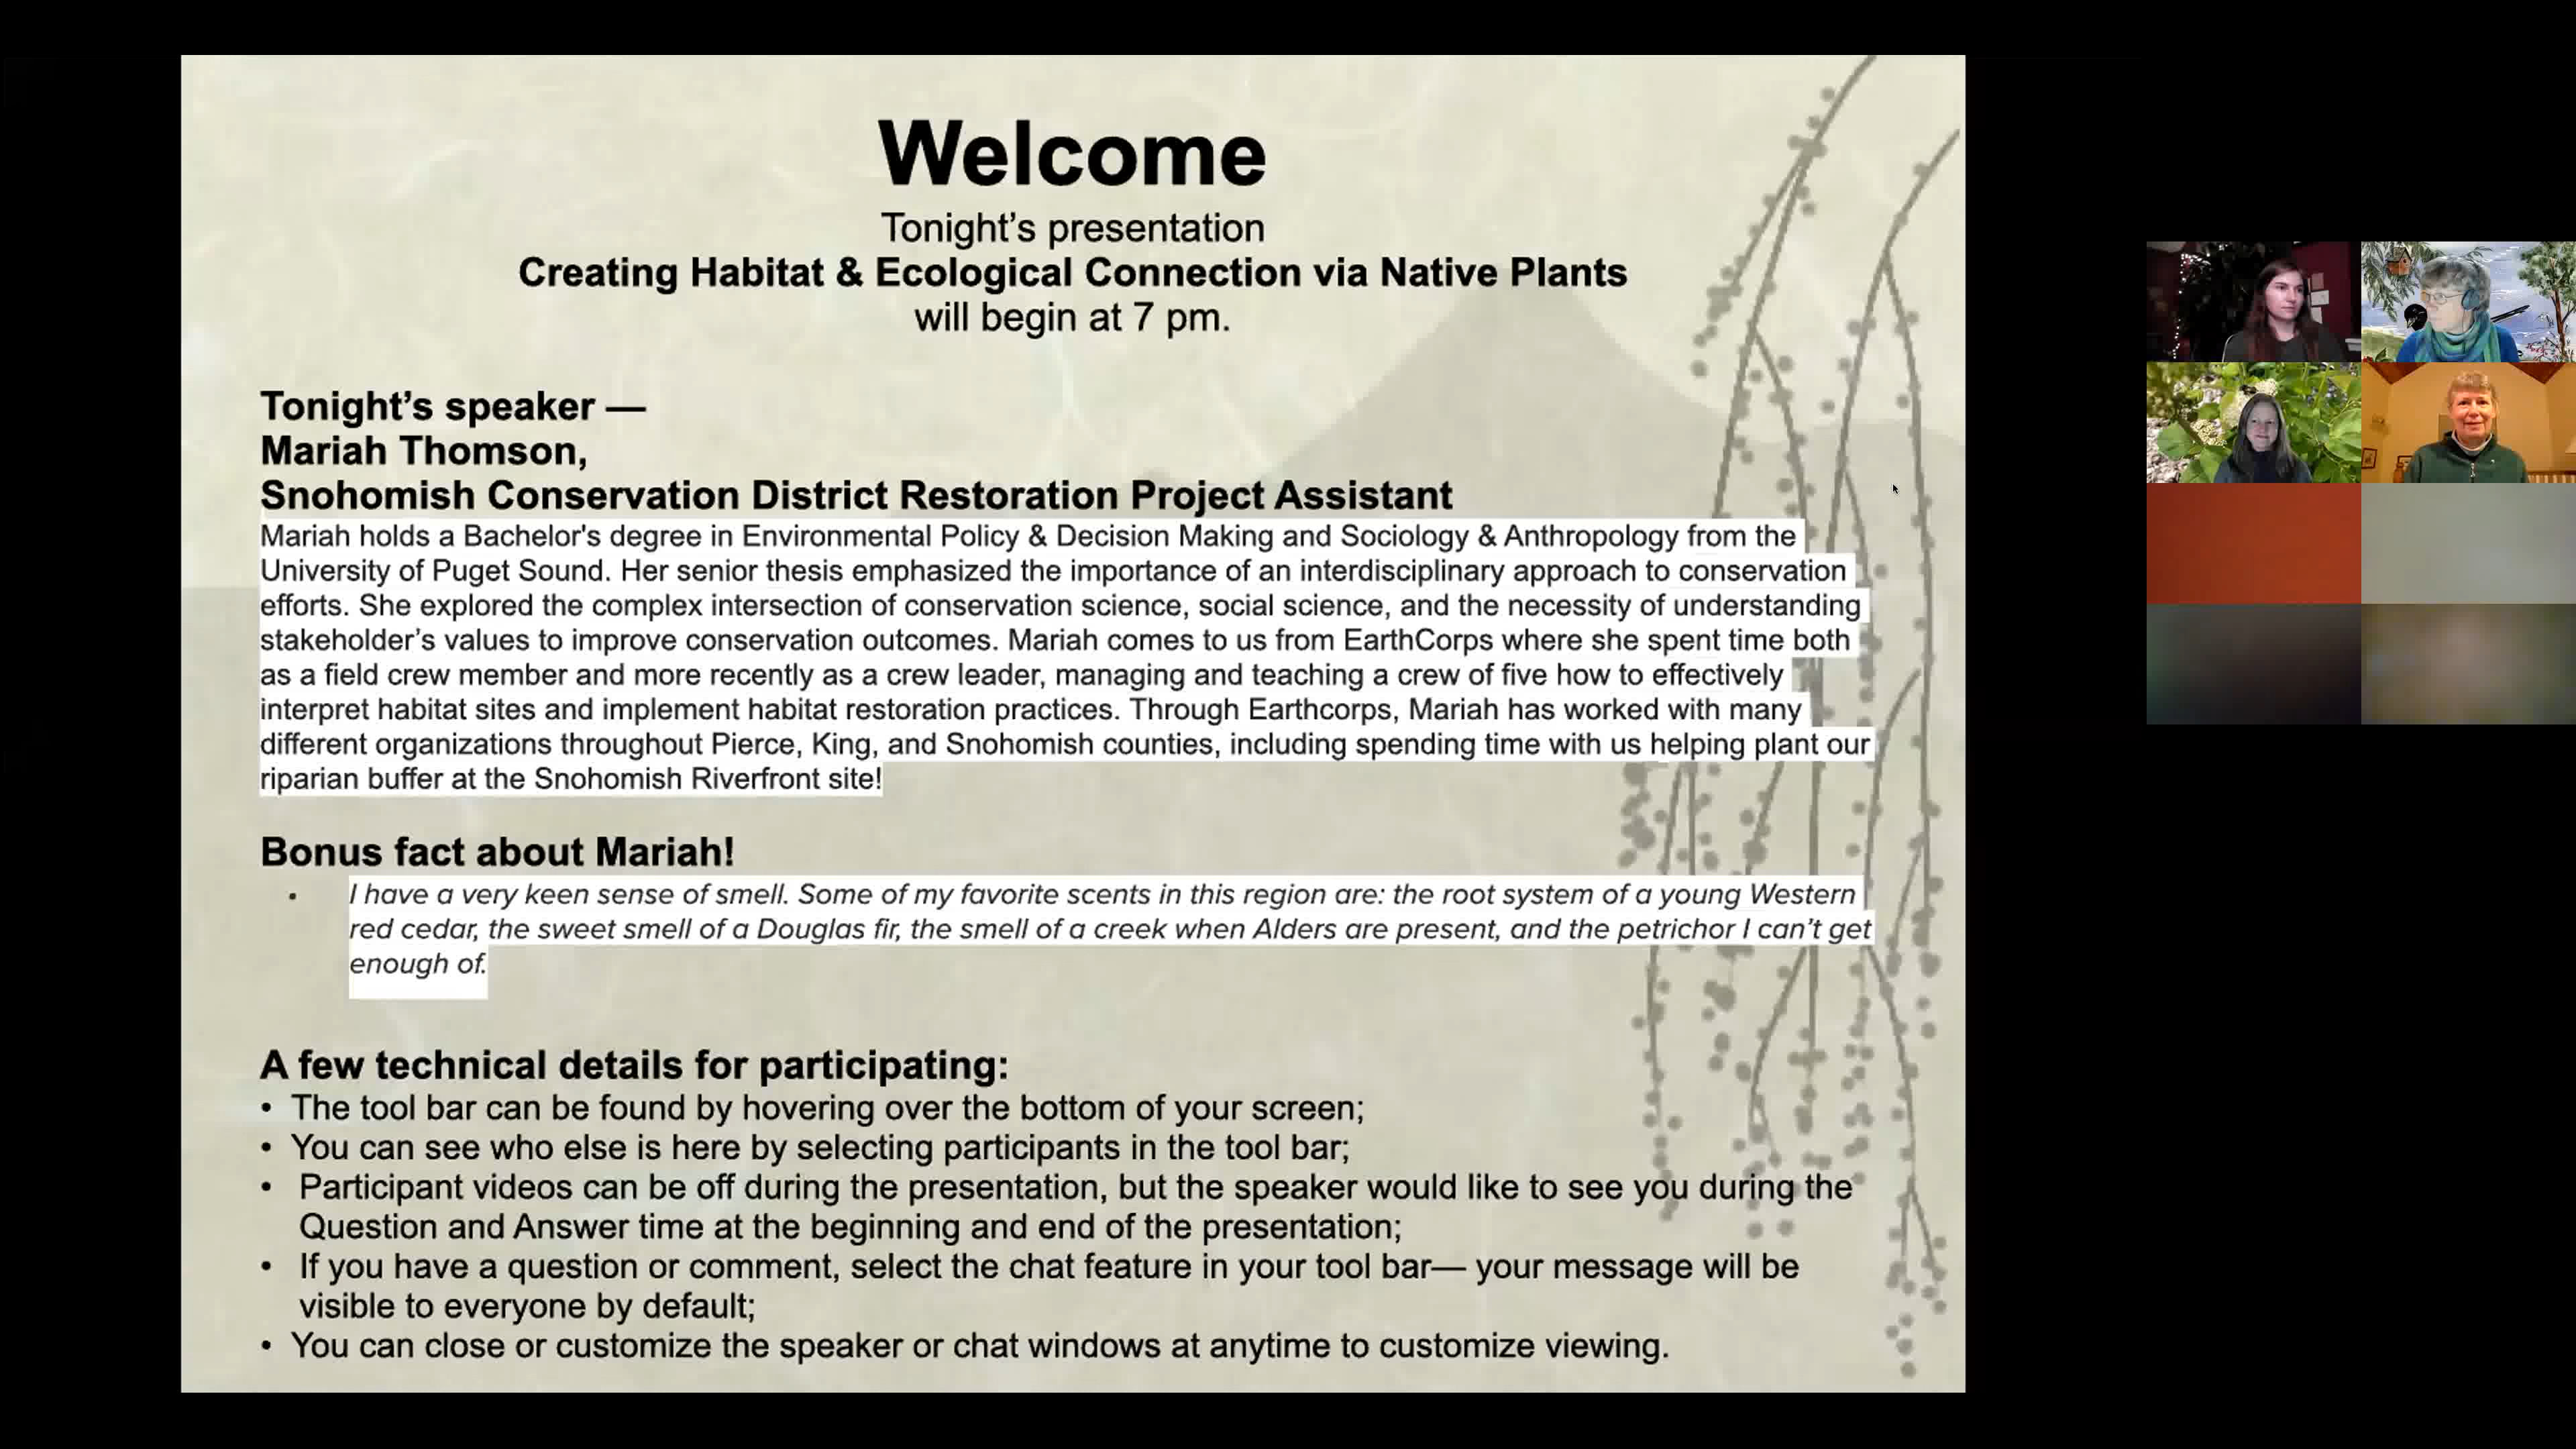 Welcome
Tonight’s presentation
Creating Habitat & Ecological Connection via Native Plants
will begin at 7 pm.
Tonight’s speaker —
Mariah Thomson,
Snohomish Conservation District Restoration Project Assistant
Mariah holds a Bachelor's degree in Environmental Policy & Decision Making and Sociology & Anthropology from the
University of Puget Sound. Her senior thesis emphasized the importance of an interdisciplinary approach to conservation
efforts. She explored the complex intersection of conservation science, social science, and the necessity of understanding
stakeholder’s values to improve conservation outcomes. Mariah comes to us from EarthCorps where she spent time both
as a field crew member and more recently as a crew leader, managing and teaching a crew of five how to effectively
interpret habitat sites and implement habitat restoration practices. Through Earthcorps, Mariah has worked with many
different organizations throughout Pierce, King, and Snohomish counties, including spending time with us helping plant our
riparian buffer at the Snohomish Riverfront site!
Bonus fact about Mariah!
• I have a very keen sense of smell. Some of my favorite scents in this region are: the root system of a young Western
red cedar, the sweet smell of a Douglas fir, the smell of a creek when Alders are present, and the petrichor I can’t get
enough of.
A few technical details for participating:
• The tool bar can be found by hovering over the bottom of your screen;
• You can see who else is here by selecting participants in the tool bar;
• Participant videos can be off during the presentation, but the speaker would like to see you during the
Question and Answer time at the beginning and end of the presentation;
• If you have a question or comment, select the chat feature in your tool bar— your message will be
visible to everyone by default;
• You can close or customize the speaker or chat windows at anytime to customize viewing.